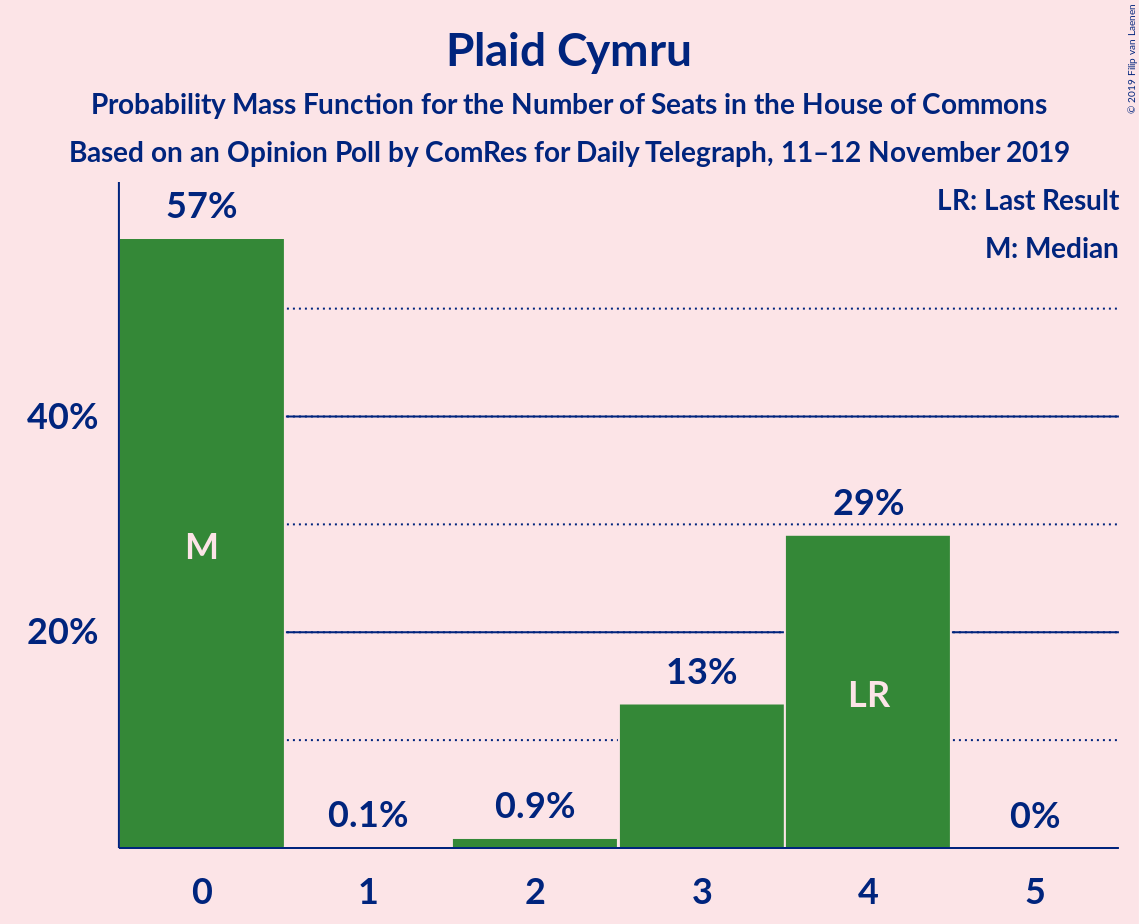 Plaid Cymru
Probability Mass Function for the Number of Seats in the House of Commons
Based on an Opinion Poll by ComRes for Daily Telegraph, 11–12 November 2019
© 2019 Filip van Laenen
LR: Last Result
M: Median
57%
40%
29%
M
20%
13%
LR
0.1%
0.9%
0%
0
1
2
3
4
5